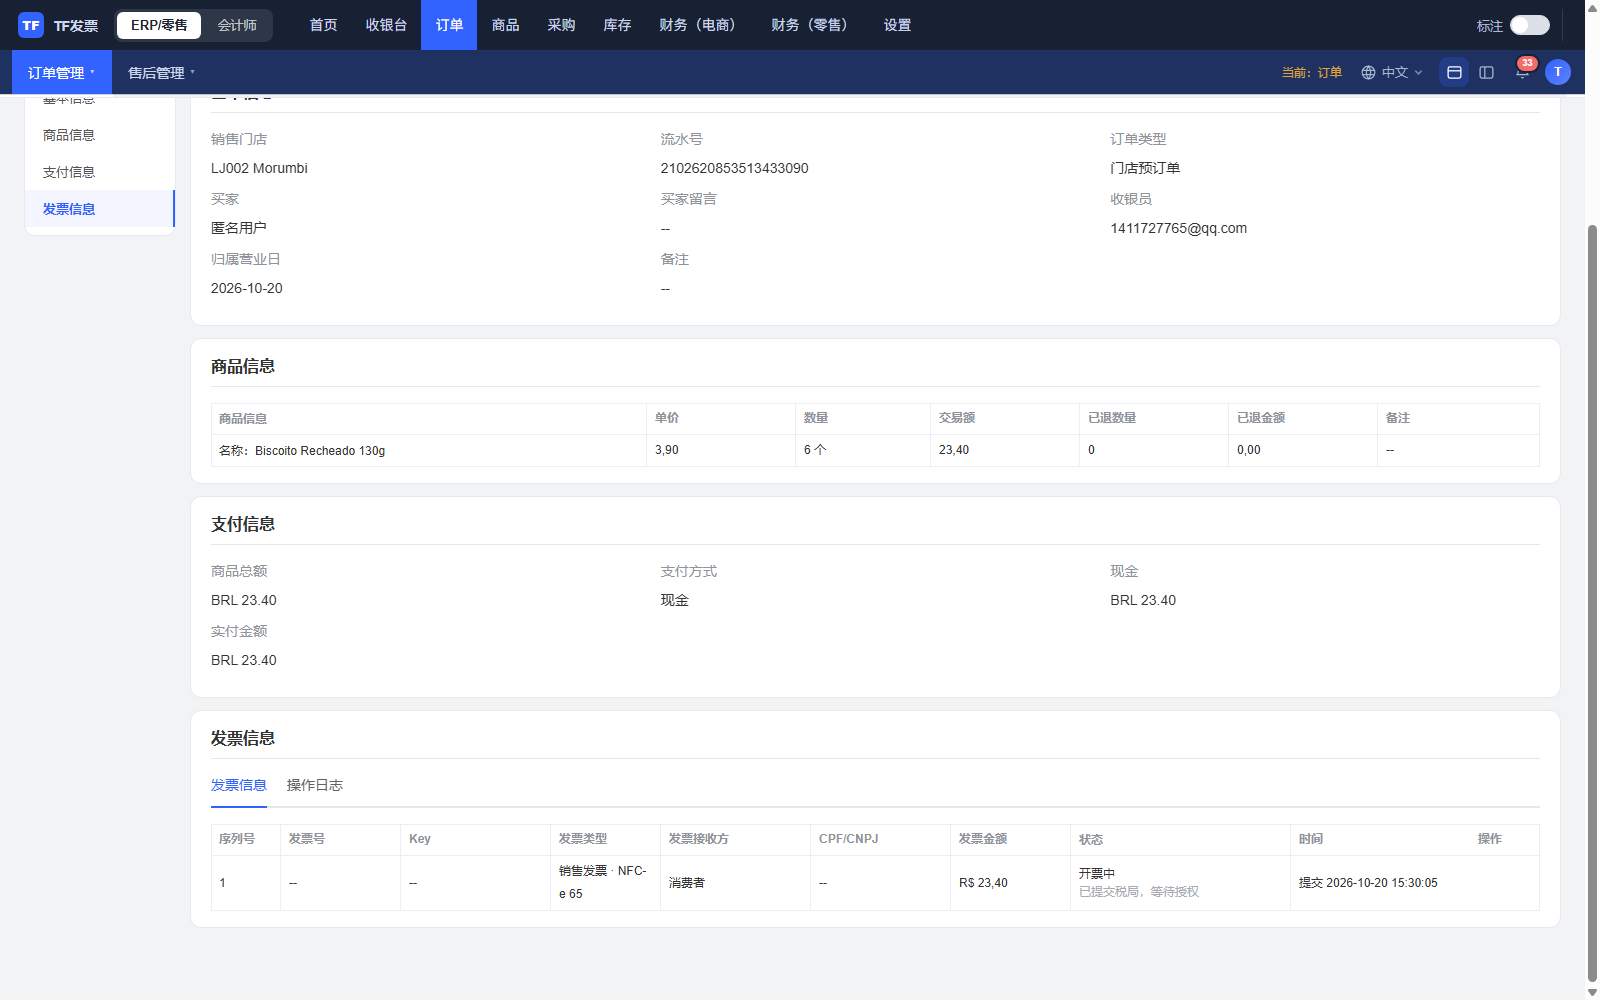 TF TF发票 ERP/零售 会计师 首页 收银台 订单 商品 采购 库存 财务（电商） 财务（零售） 设置 标注
订单管理 售后管理 当前：订单 中文 33 T
基本信息
商品信息
支付信息
发票信息
销售门店 流水号 订单类型
LJ002 Morumbi 2102620853513433090 门店预订单
买家 买家留言 收银员
匿名用户 -- 1411727765@qq.com
归属营业日 备注
2026-10-20 --
商品信息
商品信息 单价 数量 交易额 已退数量 已退金额 备注
名称：Biscoito Recheado 130g 3,90 6 个 23,40 0 0,00 --
支付信息
商品总额 支付方式 现金
BRL 23.40 现金 BRL 23.40
实付金额
BRL 23.40
发票信息
发票信息 操作日志
序列号 发票号 Key 发票类型 发票接收方 CPF/CNPJ 发票金额 状态 时间 操作
1 -- -- 销售发票 · NFC-e 65 消费者 -- R$ 23,40 开票中 提交 2026-10-20 15:30:05
已提交税局，等待授权